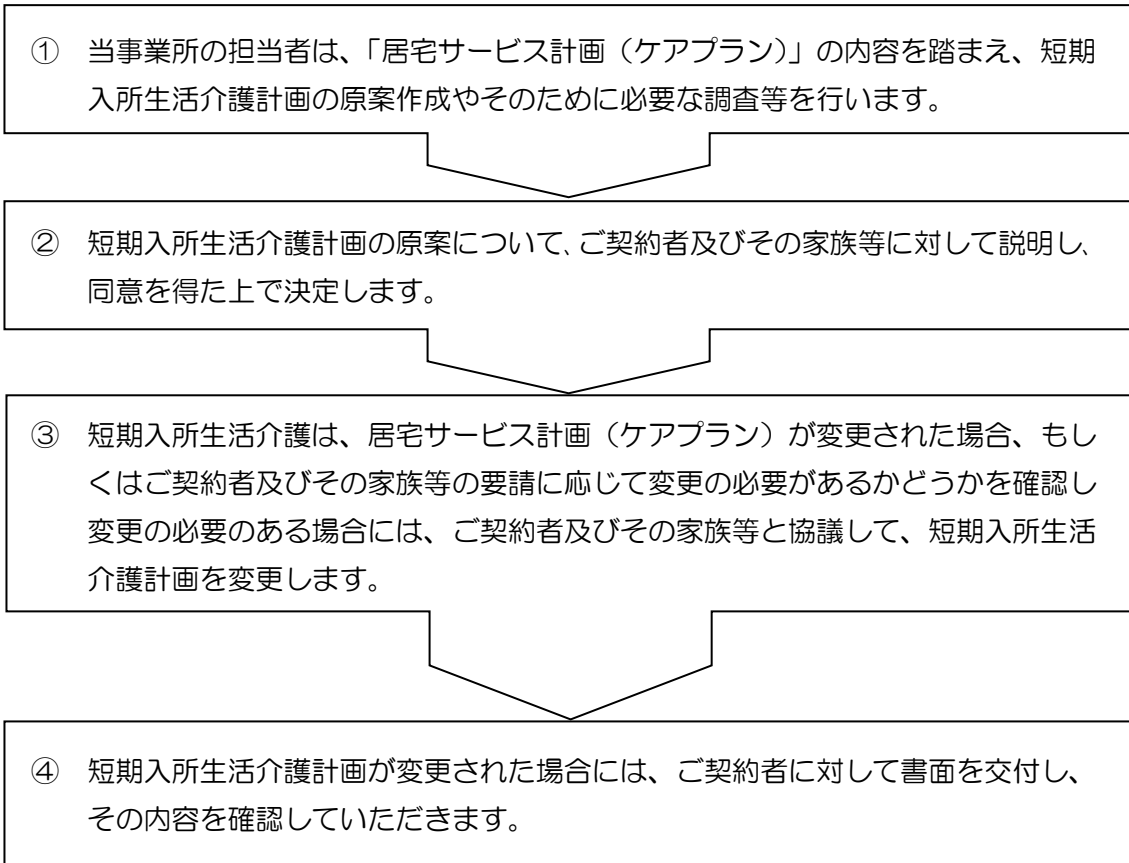 ① 当事業所の担当者は、「居宅サービス計画（ケアプラン）」の内容を踏まえ、短期
入所生活介護計画の原案作成やそのために必要な調査等を行います。
② 短期入所生活介護計画の原案について、ご契約者及びその家族等に対して説明し、
同意を得た上で決定します。
③ 短期入所生活介護は、居宅サービス計画（ケアプラン）が変更された場合、もし
くはご契約者及びその家族等の要請に応じて変更の必要があるかどうかを確認し
変更の必要のある場合には、ご契約者及びその家族等と協議して、短期入所生活
介護計画を変更します。
④ 短期入所生活介護計画が変更された場合には、ご契約者に対して書面を交付し、
その内容を確認していただきます。